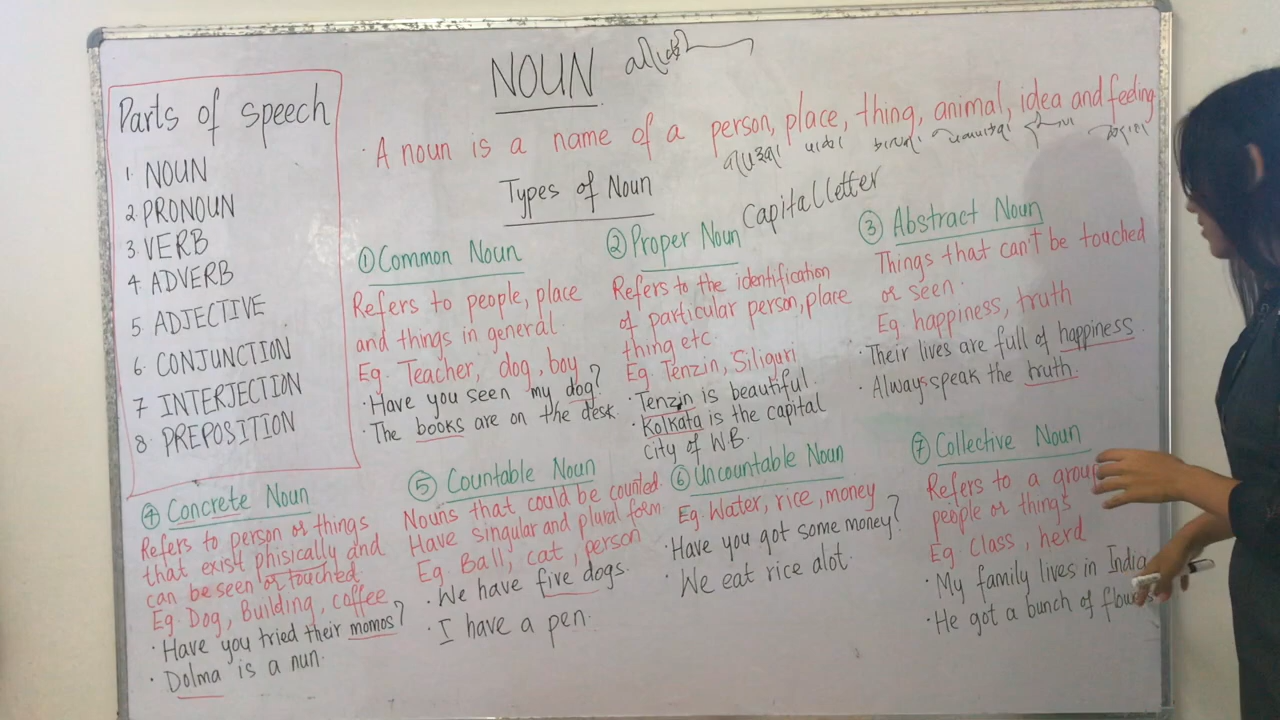 NOUN
Parts of speech
1. NOUN
2. PRONOUN
3. VERB
4. ADVERB
5. ADJECTIVE
6. CONJUNCTION
7 INTERJECTION
8. PREPOSITION
· A noun is a name of a person, place, thing, animal, idea and feeling
Types of Noun
① Common Noun
Refers to people, place
and things in general.
Eg. Teacher, dog, boy
· Have you seen my dog?
· The books are on the desk.
② Proper Noun
Capital letter
Refers to the identification
of particular person, place
thing etc.
Eg. Tenzin, Siliguri
· Tenzin is beautiful.
· Kolkata is the capital
city of WB.
③ Abstract Noun
Things that can't be touched
or seen.
Eg. happiness, truth
· Their lives are full of happiness.
· Always speak the truth.
④ Concrete Noun
Refers to person or things
that exist phisically and
can be seen or touched.
Eg. Dog, Building, coffee
· Have you tried their momos?
· Dolma is a nun.
⑤ Countable Noun
Nouns that could be counted.
Have singular and plural form
Eg. Ball, cat, person
· We have five dogs.
· I have a pen.
⑥ Uncountable Noun
Eg. Water, rice, money
· Have you got some money?
· We eat rice alot.
⑦ Collective Noun
Refers to a group
people or things
Eg. Class, herd
· My family lives in India
· He got a bunch of flowers